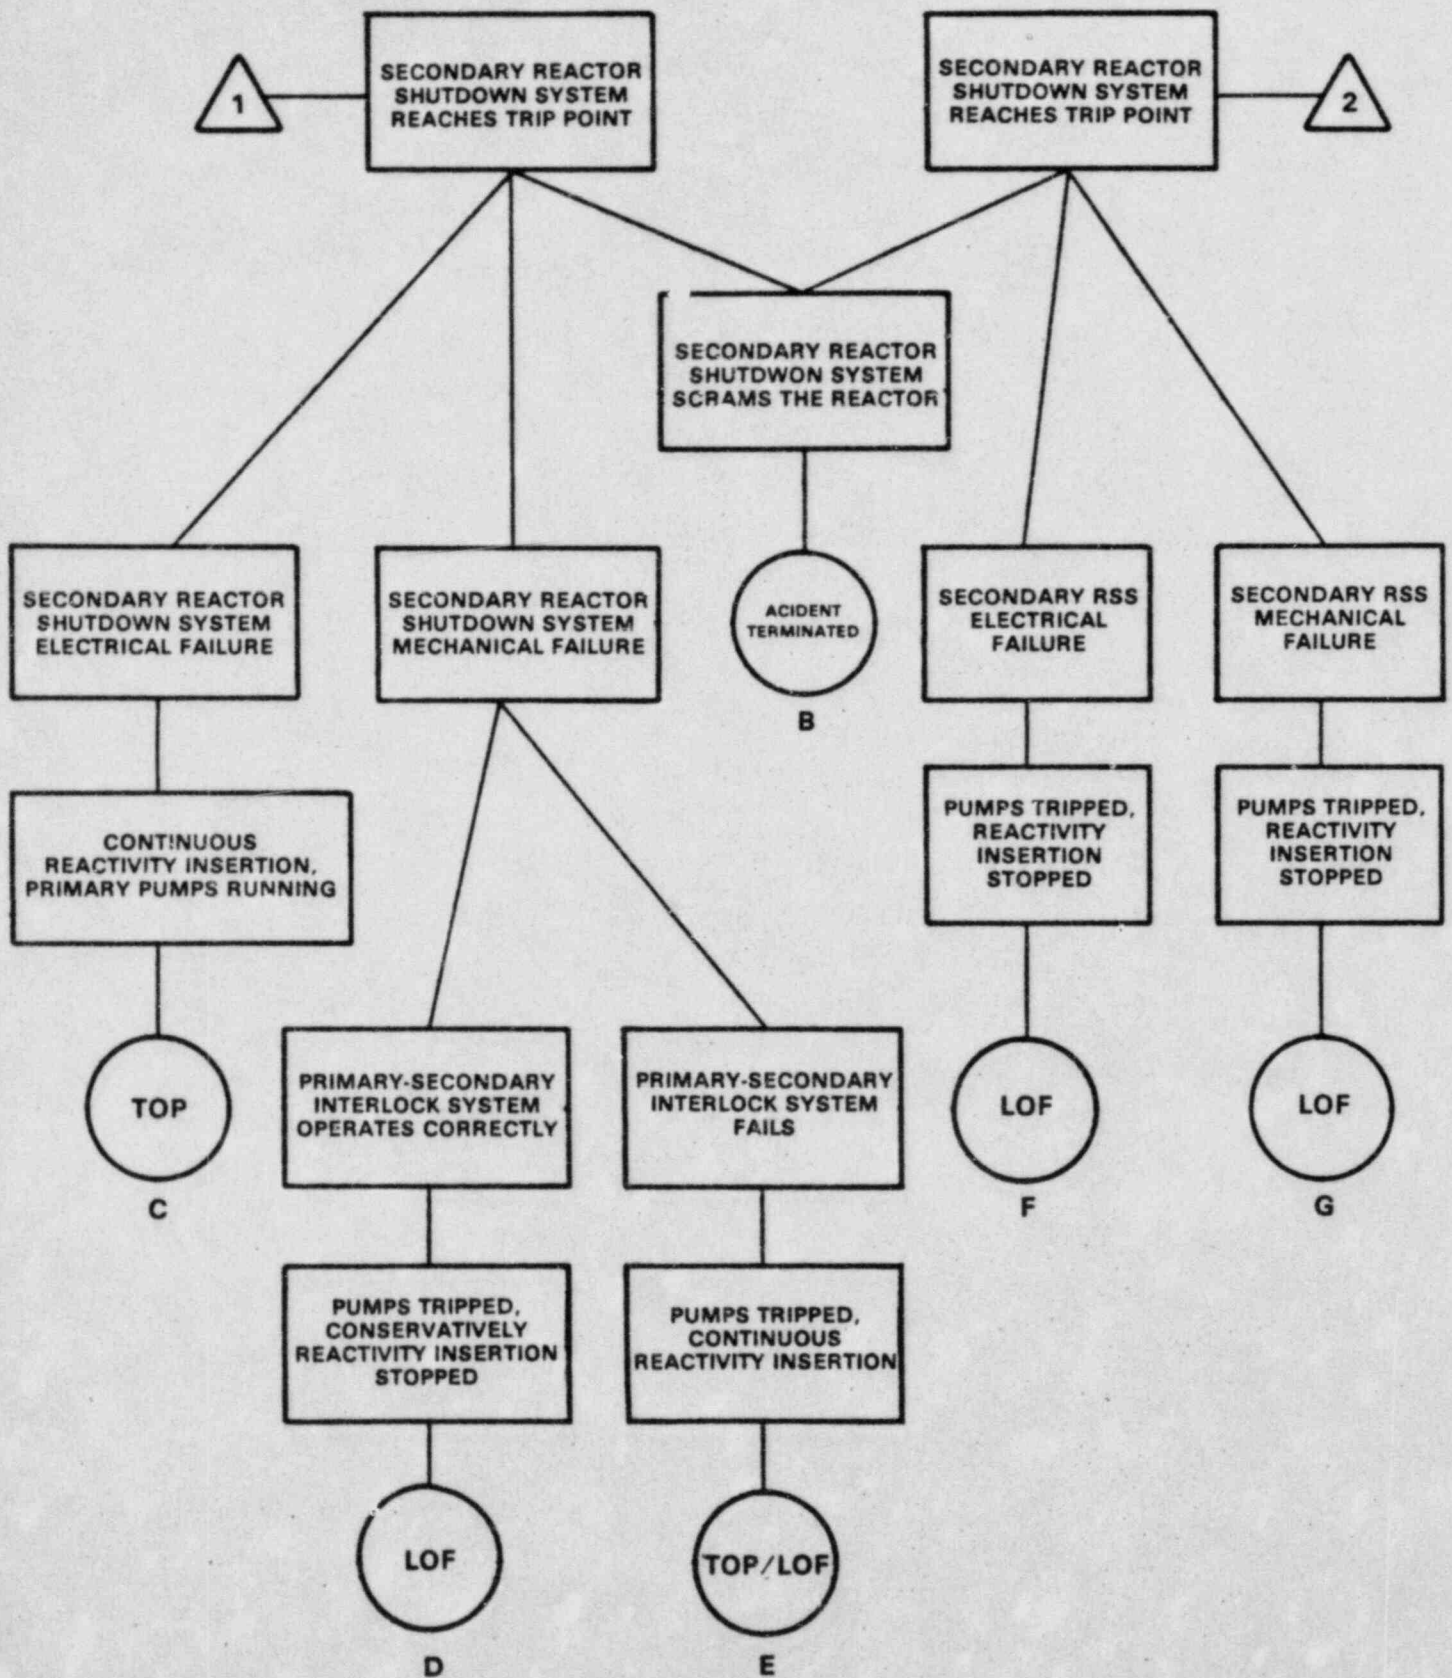 1
SECONDARY REACTOR
SHUTDOWN SYSTEM
REACHES TRIP POINT
SECONDARY REACTOR
SHUTDOWN SYSTEM
REACHES TRIP POINT
2
SECONDARY REACTOR
SHUTDWON SYSTEM
SCRAMS THE REACTOR
SECONDARY REACTOR
SHUTDOWN SYSTEM
ELECTRICAL FAILURE
SECONDARY REACTOR
SHUTDOWN SYSTEM
MECHANICAL FAILURE
ACIDENT
TERMINATED
B
SECONDARY RSS
ELECTRICAL
FAILURE
SECONDARY RSS
MECHANICAL
FAILURE
CONTINUOUS
REACTIVITY INSERTION,
PRIMARY PUMPS RUNNING
PUMPS TRIPPED,
REACTIVITY
INSERTION
STOPPED
PUMPS TRIPPED,
REACTIVITY
INSERTION
STOPPED
TOP
C
PRIMARY-SECONDARY
INTERLOCK SYSTEM
OPERATES CORRECTLY
PRIMARY-SECONDARY
INTERLOCK SYSTEM
FAILS
LOF
F
LOF
G
PUMPS TRIPPED,
CONSERVATIVELY
REACTIVITY INSERTION
STOPPED
PUMPS TRIPPED,
CONTINUOUS
REACTIVITY INSERTION
LOF
D
TOP/LOF
E